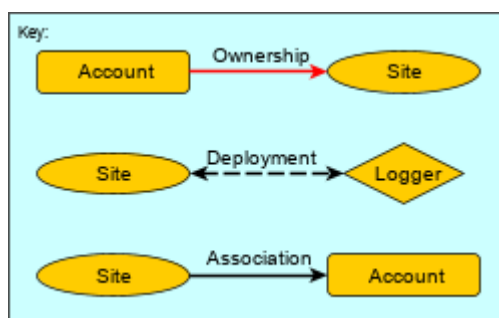 Key:
Account Ownership Site
Site Deployment Logger
Site Association Account